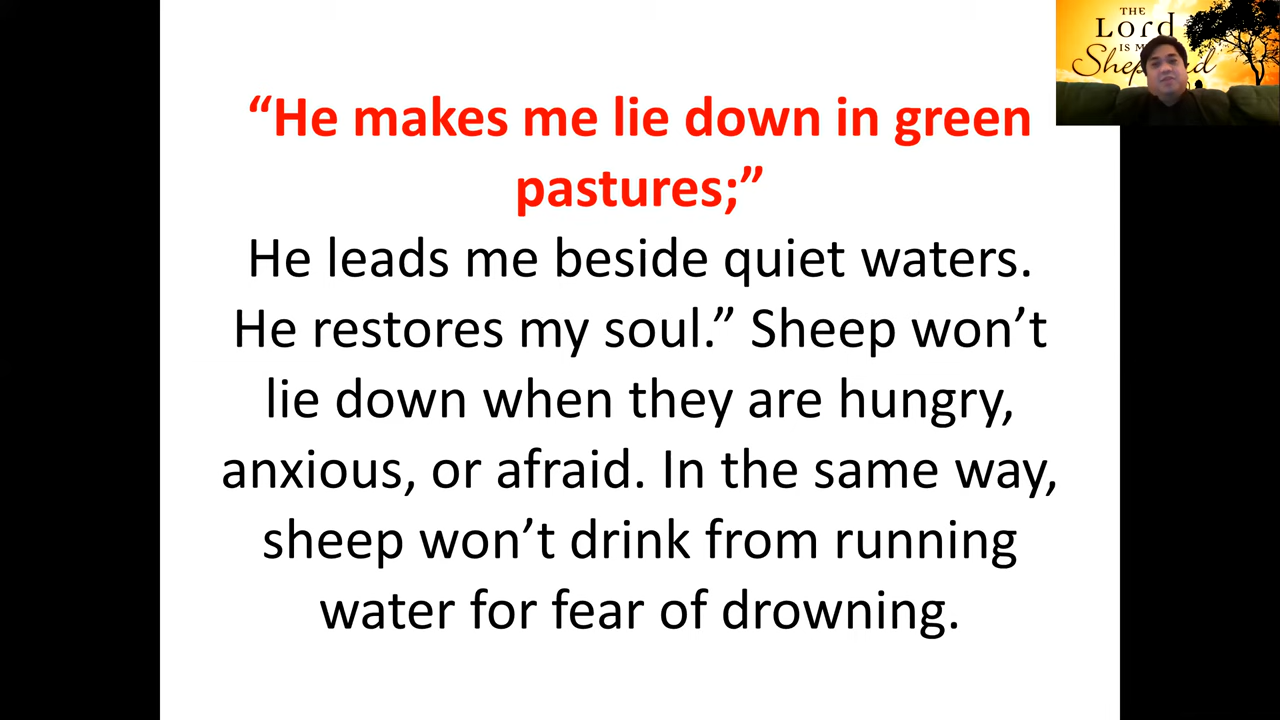 THE
Lord
IS
“He makes me lie down in green
pastures;”
He leads me beside quiet waters.
He restores my soul.” Sheep won’t
lie down when they are hungry,
anxious, or afraid. In the same way,
sheep won’t drink from running
water for fear of drowning.